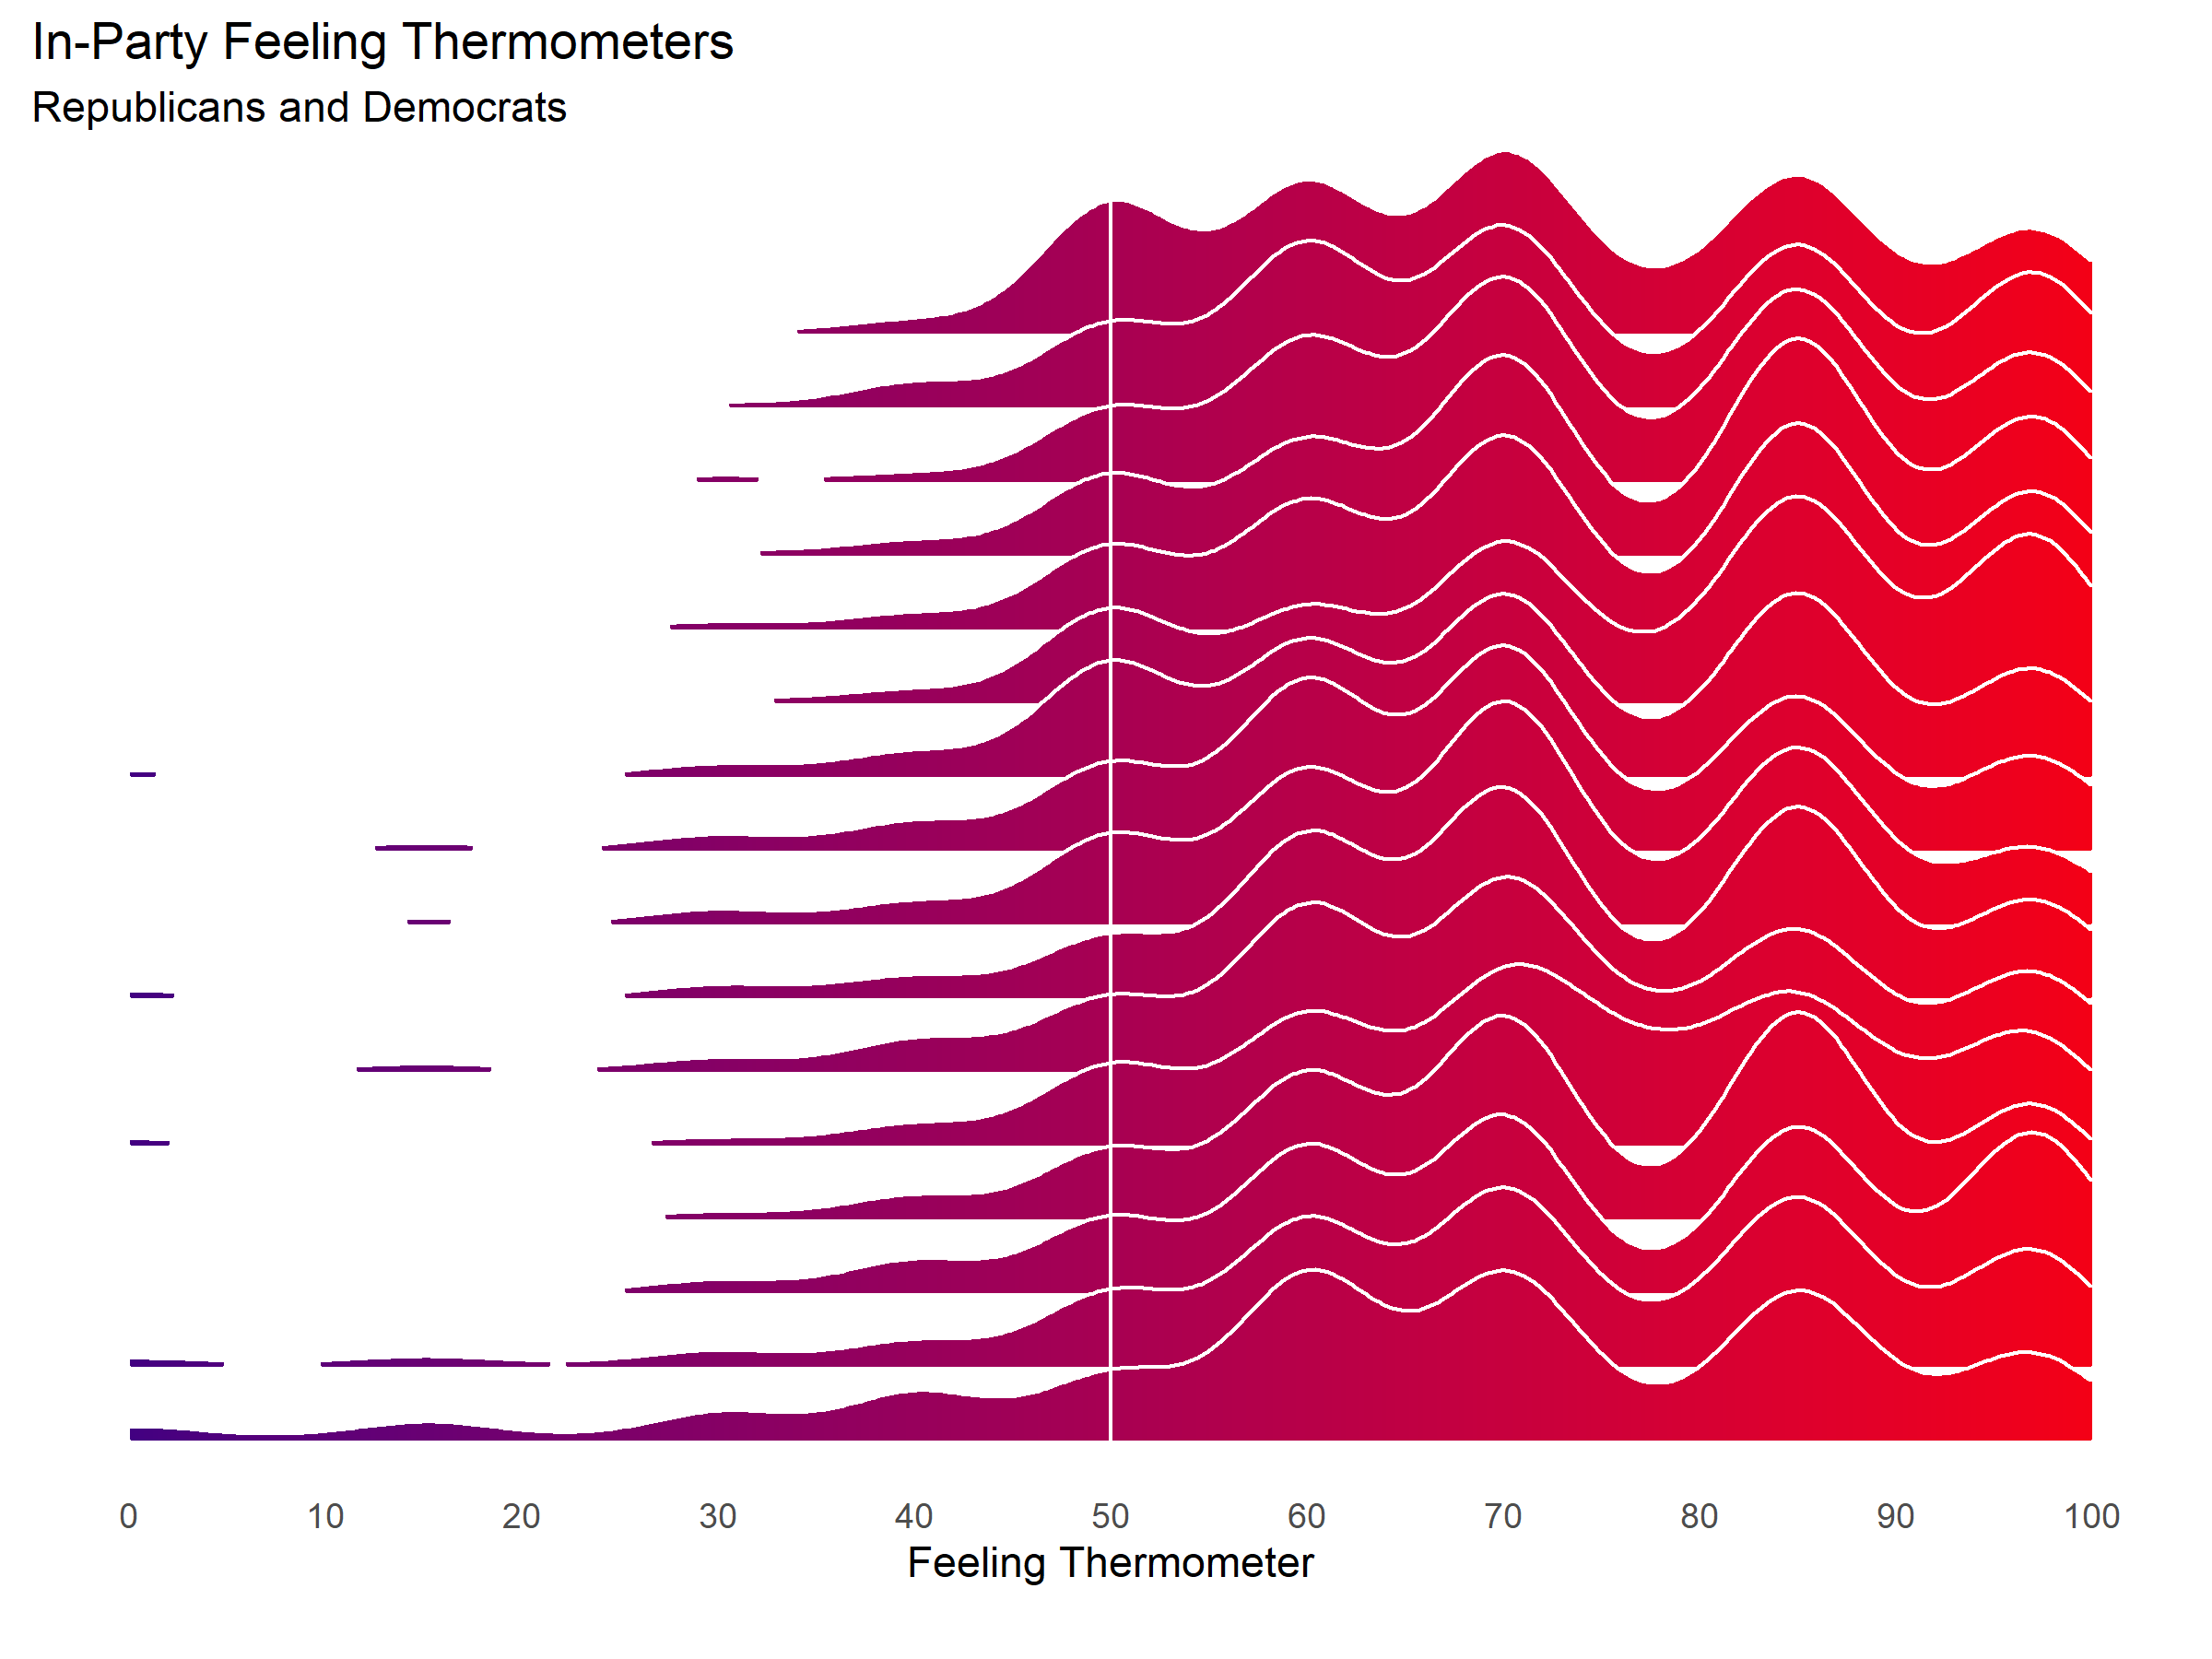 In-Party Feeling Thermometers
Republicans and Democrats
0 10 20 30 40 50 60 70 80 90 100
Feeling Thermometer